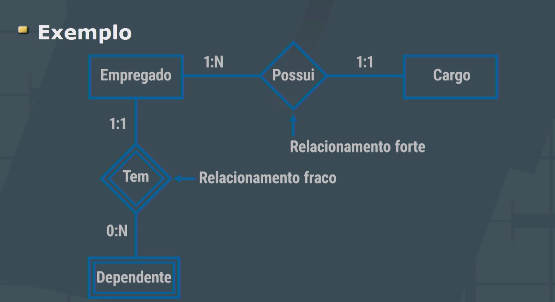 Exemplo
Empregado
1:N
Possui
1:1
Cargo
1:1
Relacionamento forte
Tem
Relacionamento fraco
0:N
Dependente